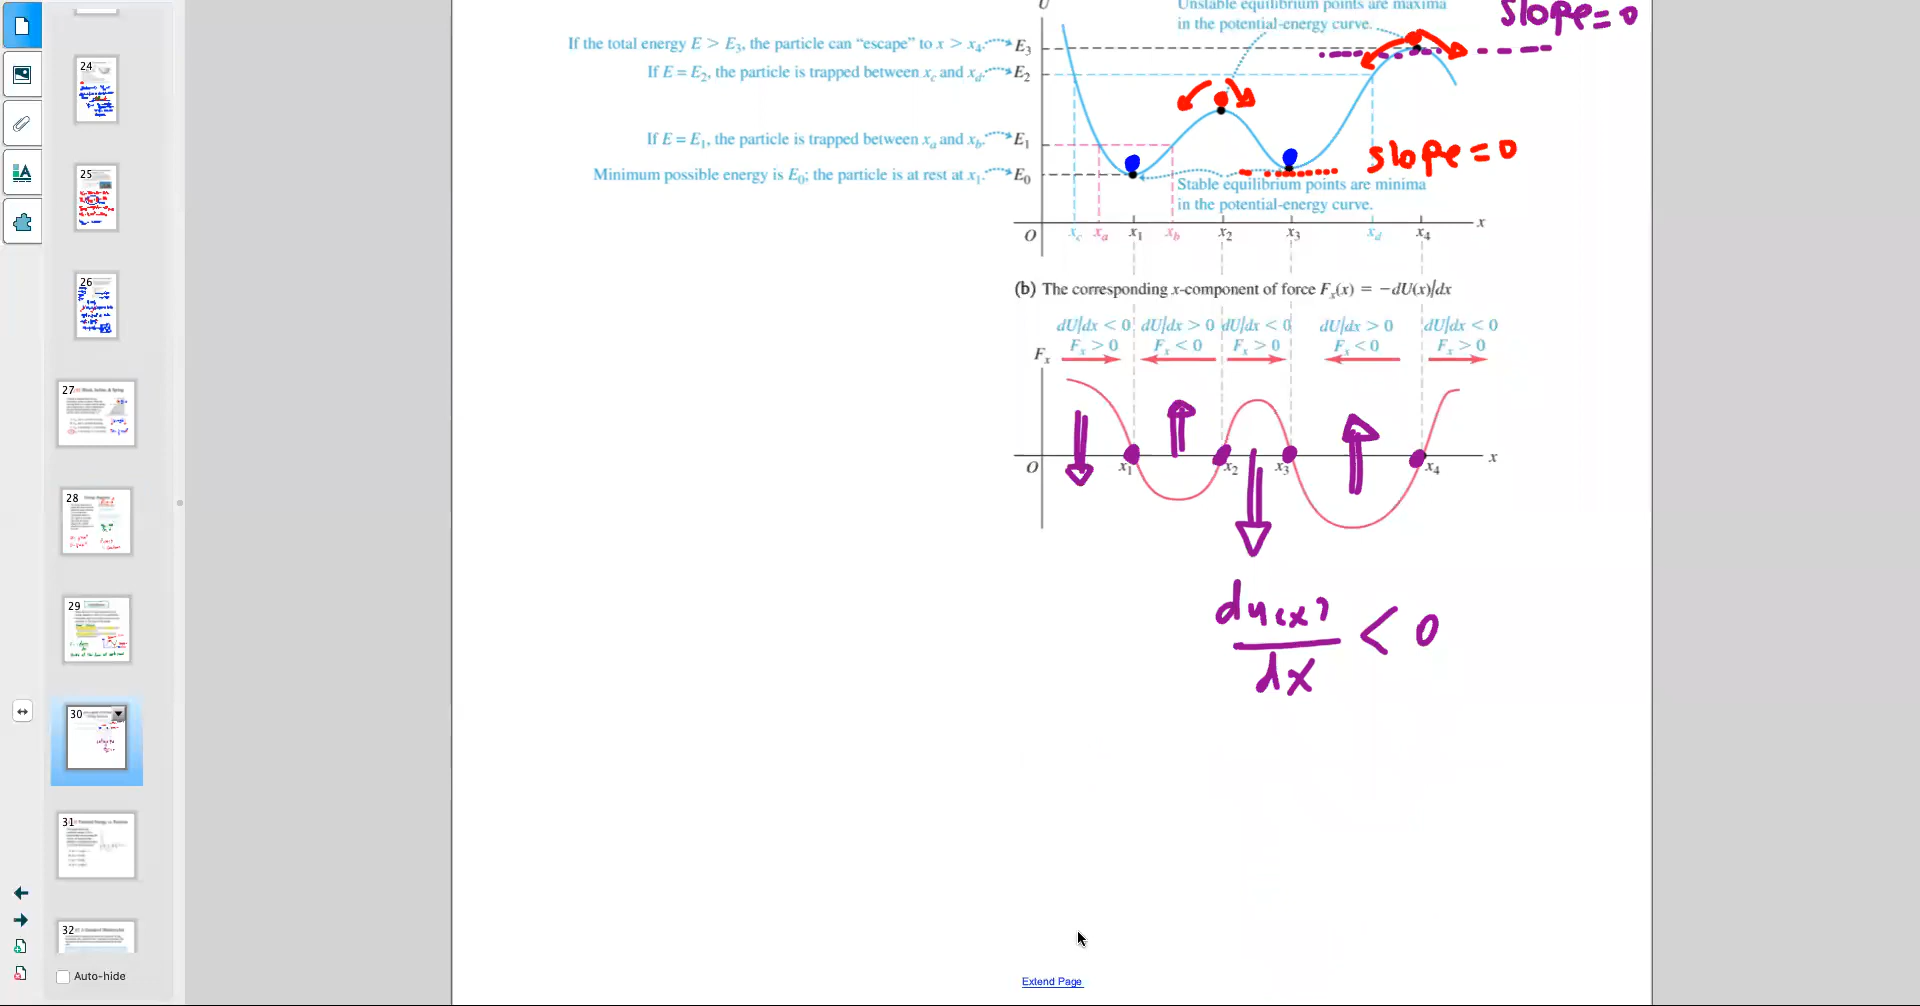 24
25
26
27
28
29
30
31
32
Auto-hide
U
Unstable equilibrium points are maxima
in the potential-energy curve.
slope=0
If the total energy E > E3, the particle can “escape” to x > x4.
E3
If E = E2, the particle is trapped between xc and xd.
E2
If E = E1, the particle is trapped between xa and xb.
E1
slope=0
Minimum possible energy is E0; the particle is at rest at x1.
E0
Stable equilibrium points are minima
in the potential-energy curve.
O xc xa x1 xb x2 x3 xd x4 x
(b) The corresponding x-component of force Fx(x) = −dU(x)/dx
dU/dx < 0 dU/dx > 0 dU/dx < 0 dU/dx > 0 dU/dx < 0
Fx Fx > 0 Fx < 0 Fx > 0 Fx < 0 Fx > 0
O x1 x2 x3 x4 x
du(x)
dx
< 0
Extend Page